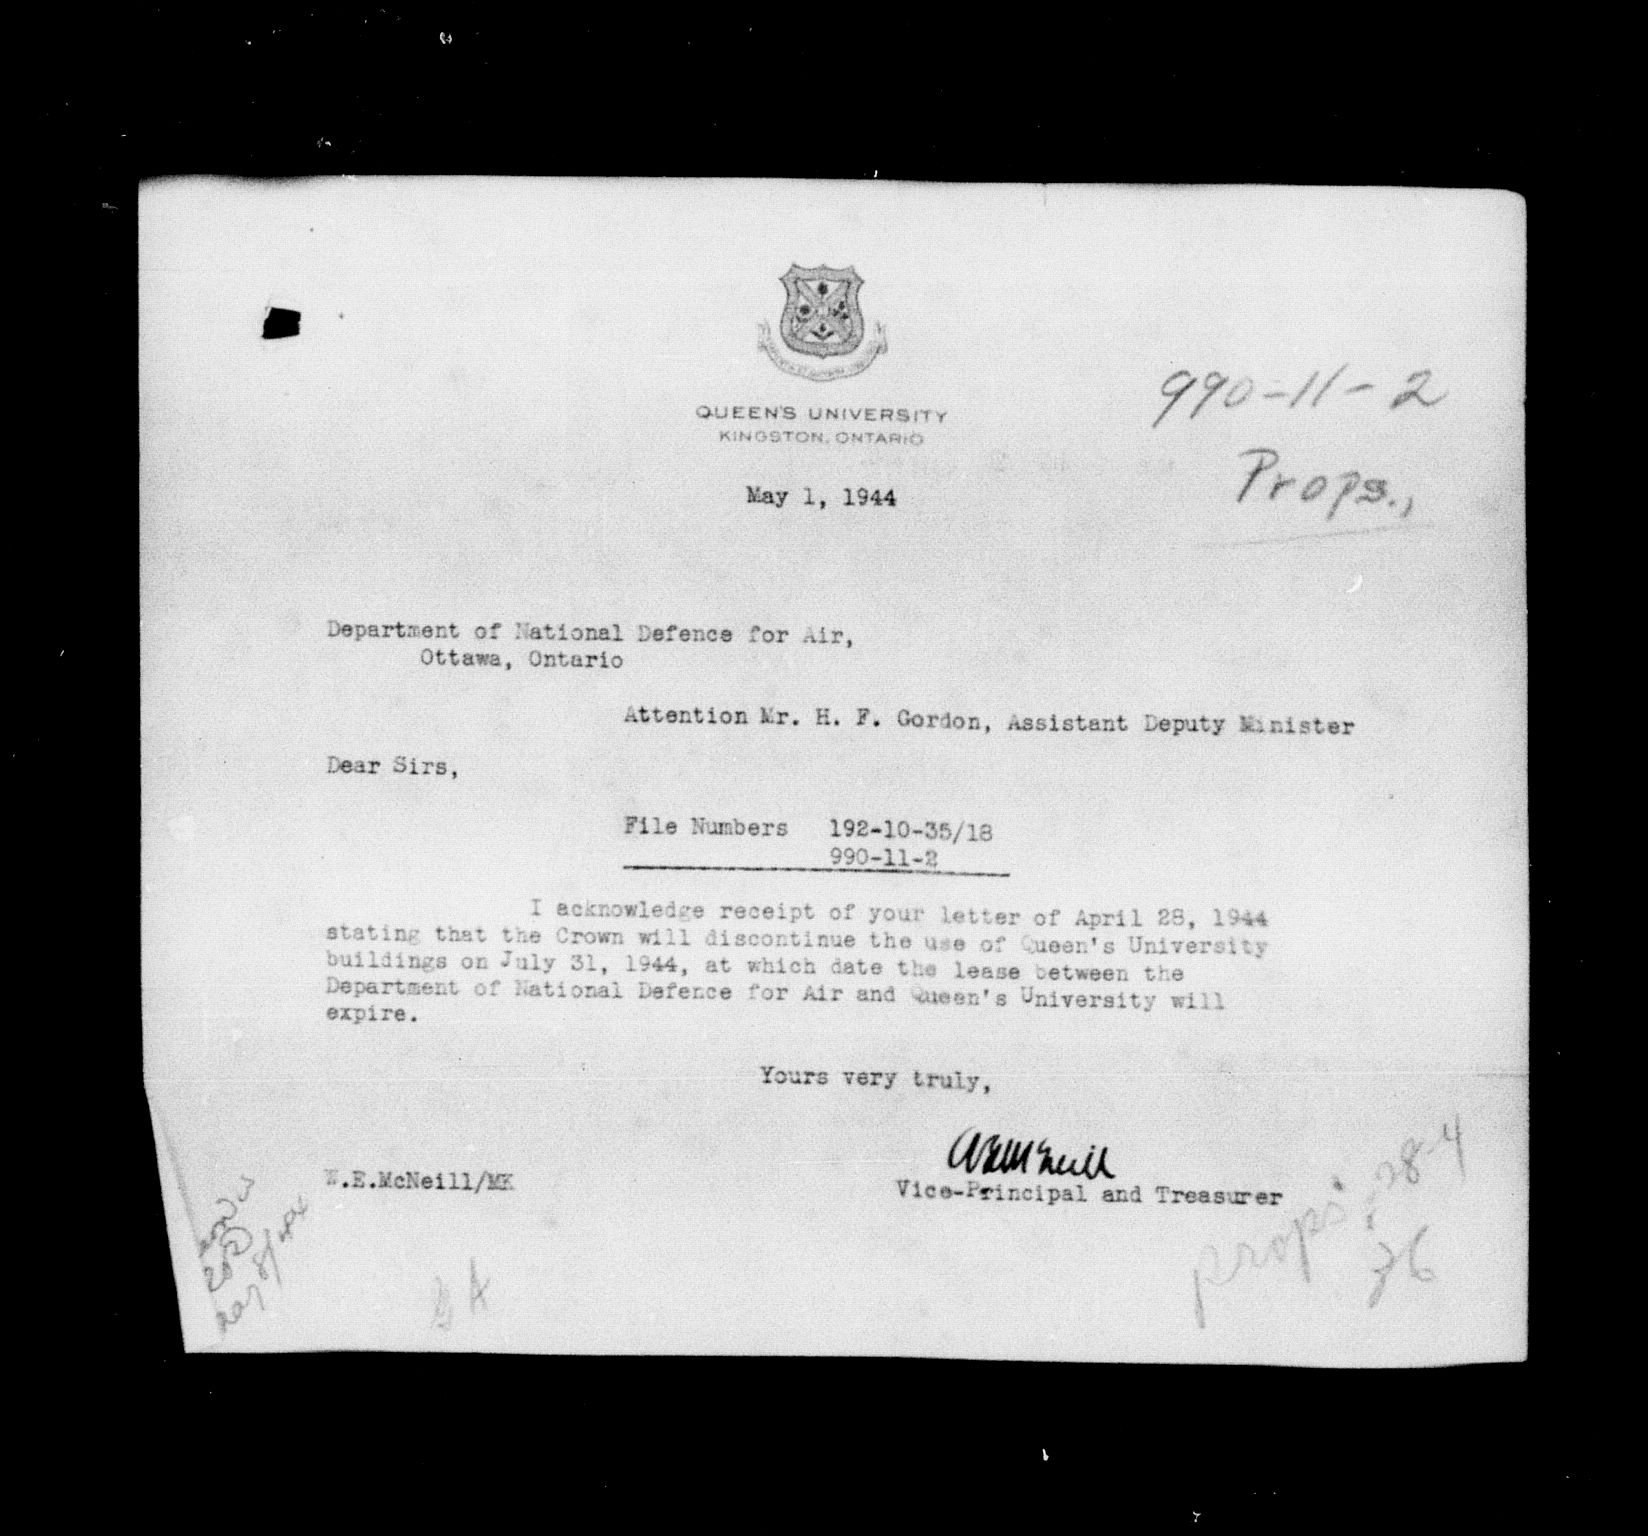 QUEEN'S UNIVERSITY
KINGSTON, ONTARIO
990-11-2
Props.,
May 1, 1944
Department of National Defence for Air,
Ottawa, Ontario
Attention Mr. H. F. Gordon, Assistant Deputy Minister
Dear Sirs,
File Numbers 192-10-35/18
990-11-2
I acknowledge receipt of your letter of April 28, 1944
stating that the Crown will discontinue the use of Queen's University
buildings on July 31, 1944, at which date the lease between the
Department of National Defence for Air and Queen's University will
expire.
Yours very truly,
W.E.McNeill
W.E.McNeill/MK
Vice-Principal and Treasurer
props. 28-4